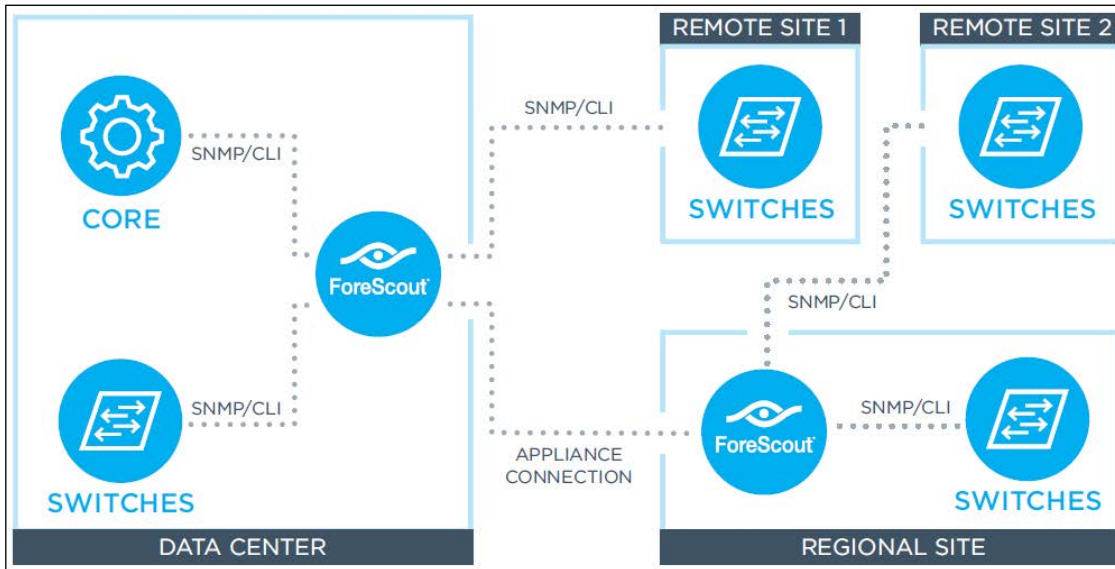 REMOTE SITE 1
REMOTE SITE 2
SNMP/CLI
SNMP/CLI
CORE
SWITCHES
SWITCHES
ForeScout
SNMP/CLI
SNMP/CLI
SNMP/CLI
ForeScout
APPLIANCE
CONNECTION
SWITCHES
SWITCHES
DATA CENTER
REGIONAL SITE